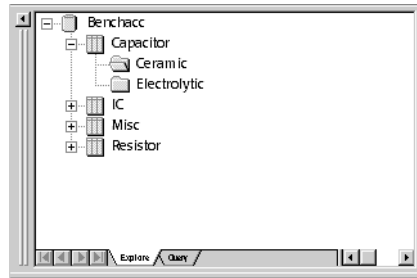 Benchacc
Capacitor
Ceramic
Electrolytic
IC
Misc
Resistor
Explore Query